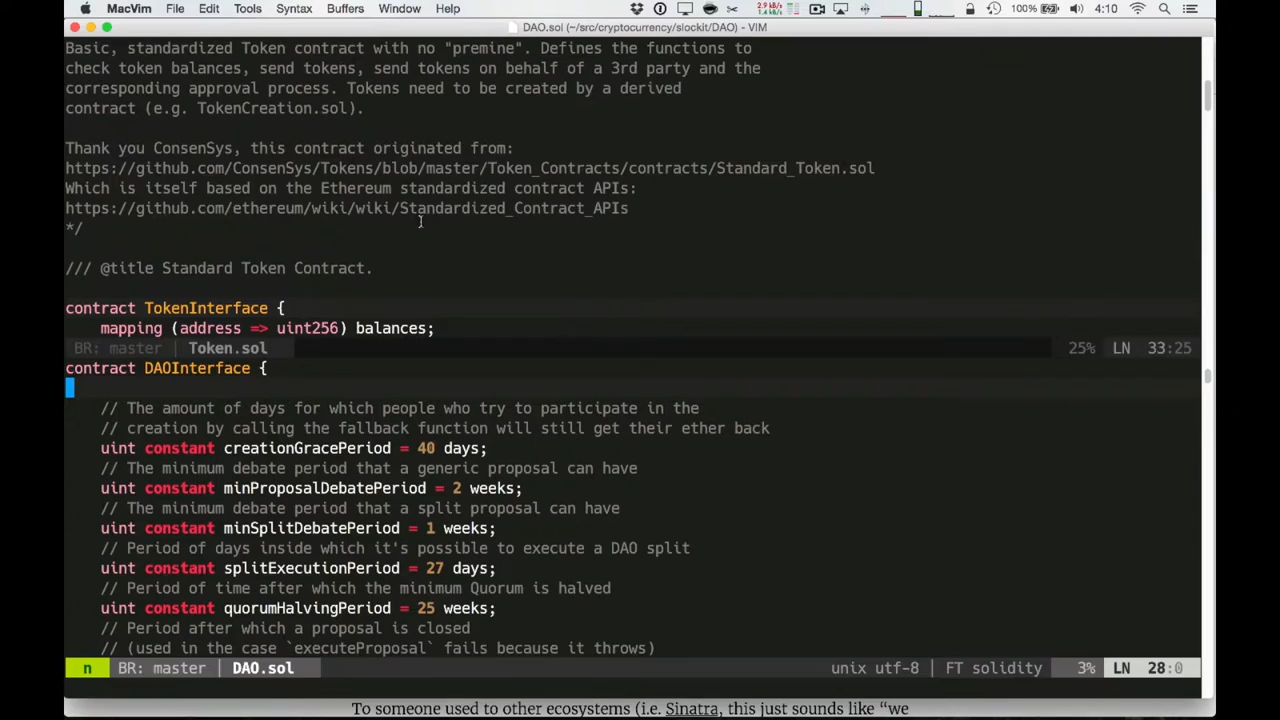 MacVim File Edit Tools Syntax Buffers Window Help 2.9 kB/s 1.4 kB/s 100% 4:10
DAO.sol (~/src/cryptocurrency/slockit/DAO) - VIM
Basic, standardized Token contract with no "premine". Defines the functions to
check token balances, send tokens, send tokens on behalf of a 3rd party and the
corresponding approval process. Tokens need to be created by a derived
contract (e.g. TokenCreation.sol).
Thank you ConsenSys, this contract originated from:
https://github.com/ConsenSys/Tokens/blob/master/Token_Contracts/contracts/Standard_Token.sol
Which is itself based on the Ethereum standardized contract APIs:
https://github.com/ethereum/wiki/wiki/Standardized_Contract_APIs
*/
/// @title Standard Token Contract.
contract TokenInterface {
mapping (address => uint256) balances;
BR: master | Token.sol 25% LN 33:25
contract DAOInterface {
// The amount of days for which people who try to participate in the
// creation by calling the fallback function will still get their ether back
uint constant creationGracePeriod = 40 days;
// The minimum debate period that a generic proposal can have
uint constant minProposalDebatePeriod = 2 weeks;
// The minimum debate period that a split proposal can have
uint constant minSplitDebatePeriod = 1 weeks;
// Period of days inside which it's possible to execute a DAO split
uint constant splitExecutionPeriod = 27 days;
// Period of time after which the minimum Quorum is halved
uint constant quorumHalvingPeriod = 25 weeks;
// Period after which a proposal is closed
// (used in the case `executeProposal` fails because it throws)
n BR: master | DAO.sol unix utf-8 | FT solidity 3% LN 28:0
To someone used to other ecosystems (i.e. Sinatra, this just sounds like “we